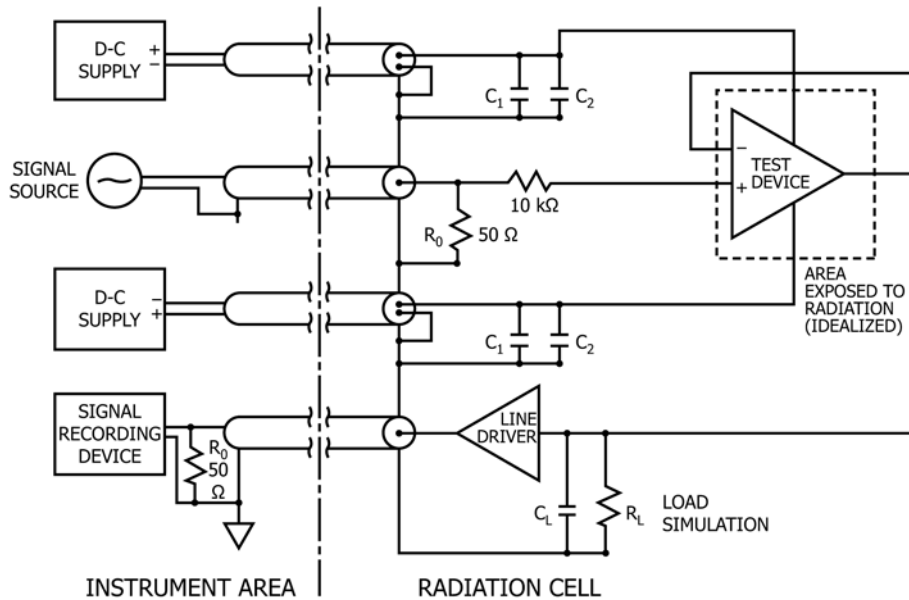 D-C
SUPPLY
+
−
C1
C2
SIGNAL
SOURCE
10 kΩ
R0
50 Ω
−
+
TEST
DEVICE
AREA
EXPOSED TO
RADIATION
(IDEALIZED)
D-C
SUPPLY
−
+
C1
C2
SIGNAL
RECORDING
DEVICE
R0
50
Ω
LINE
DRIVER
CL
RL
LOAD
SIMULATION
INSTRUMENT AREA
RADIATION CELL